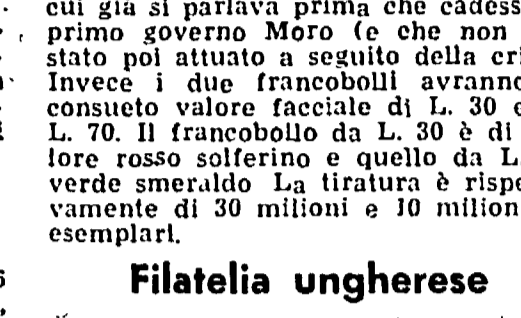 cui già si parlava prima che cadess
primo governo Moro (e che non
stato poi attuato a seguito della cri
Invece i due francobolli avranno
consueto valore facciale di L. 30 e
L. 70. Il francobollo da L. 30 è di
lore rosso solferino e quello da L.
verde smeraldo La tiratura è rispe
vamente di 30 milioni e 10 milion
esemplari.
Filatelia ungherese